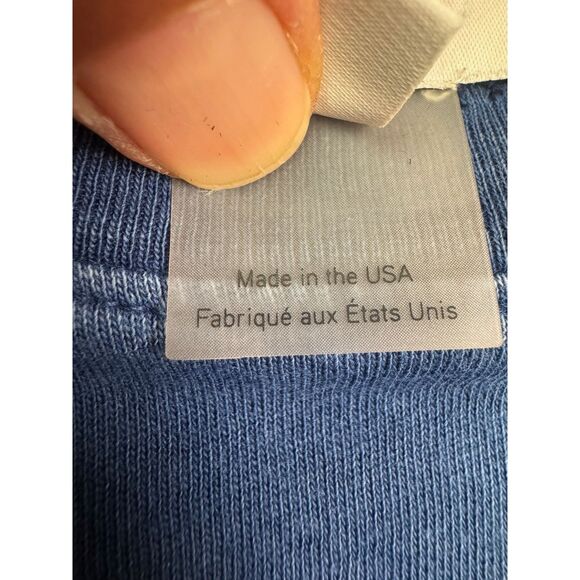 Made in the USA
Fabriqué aux États Unis